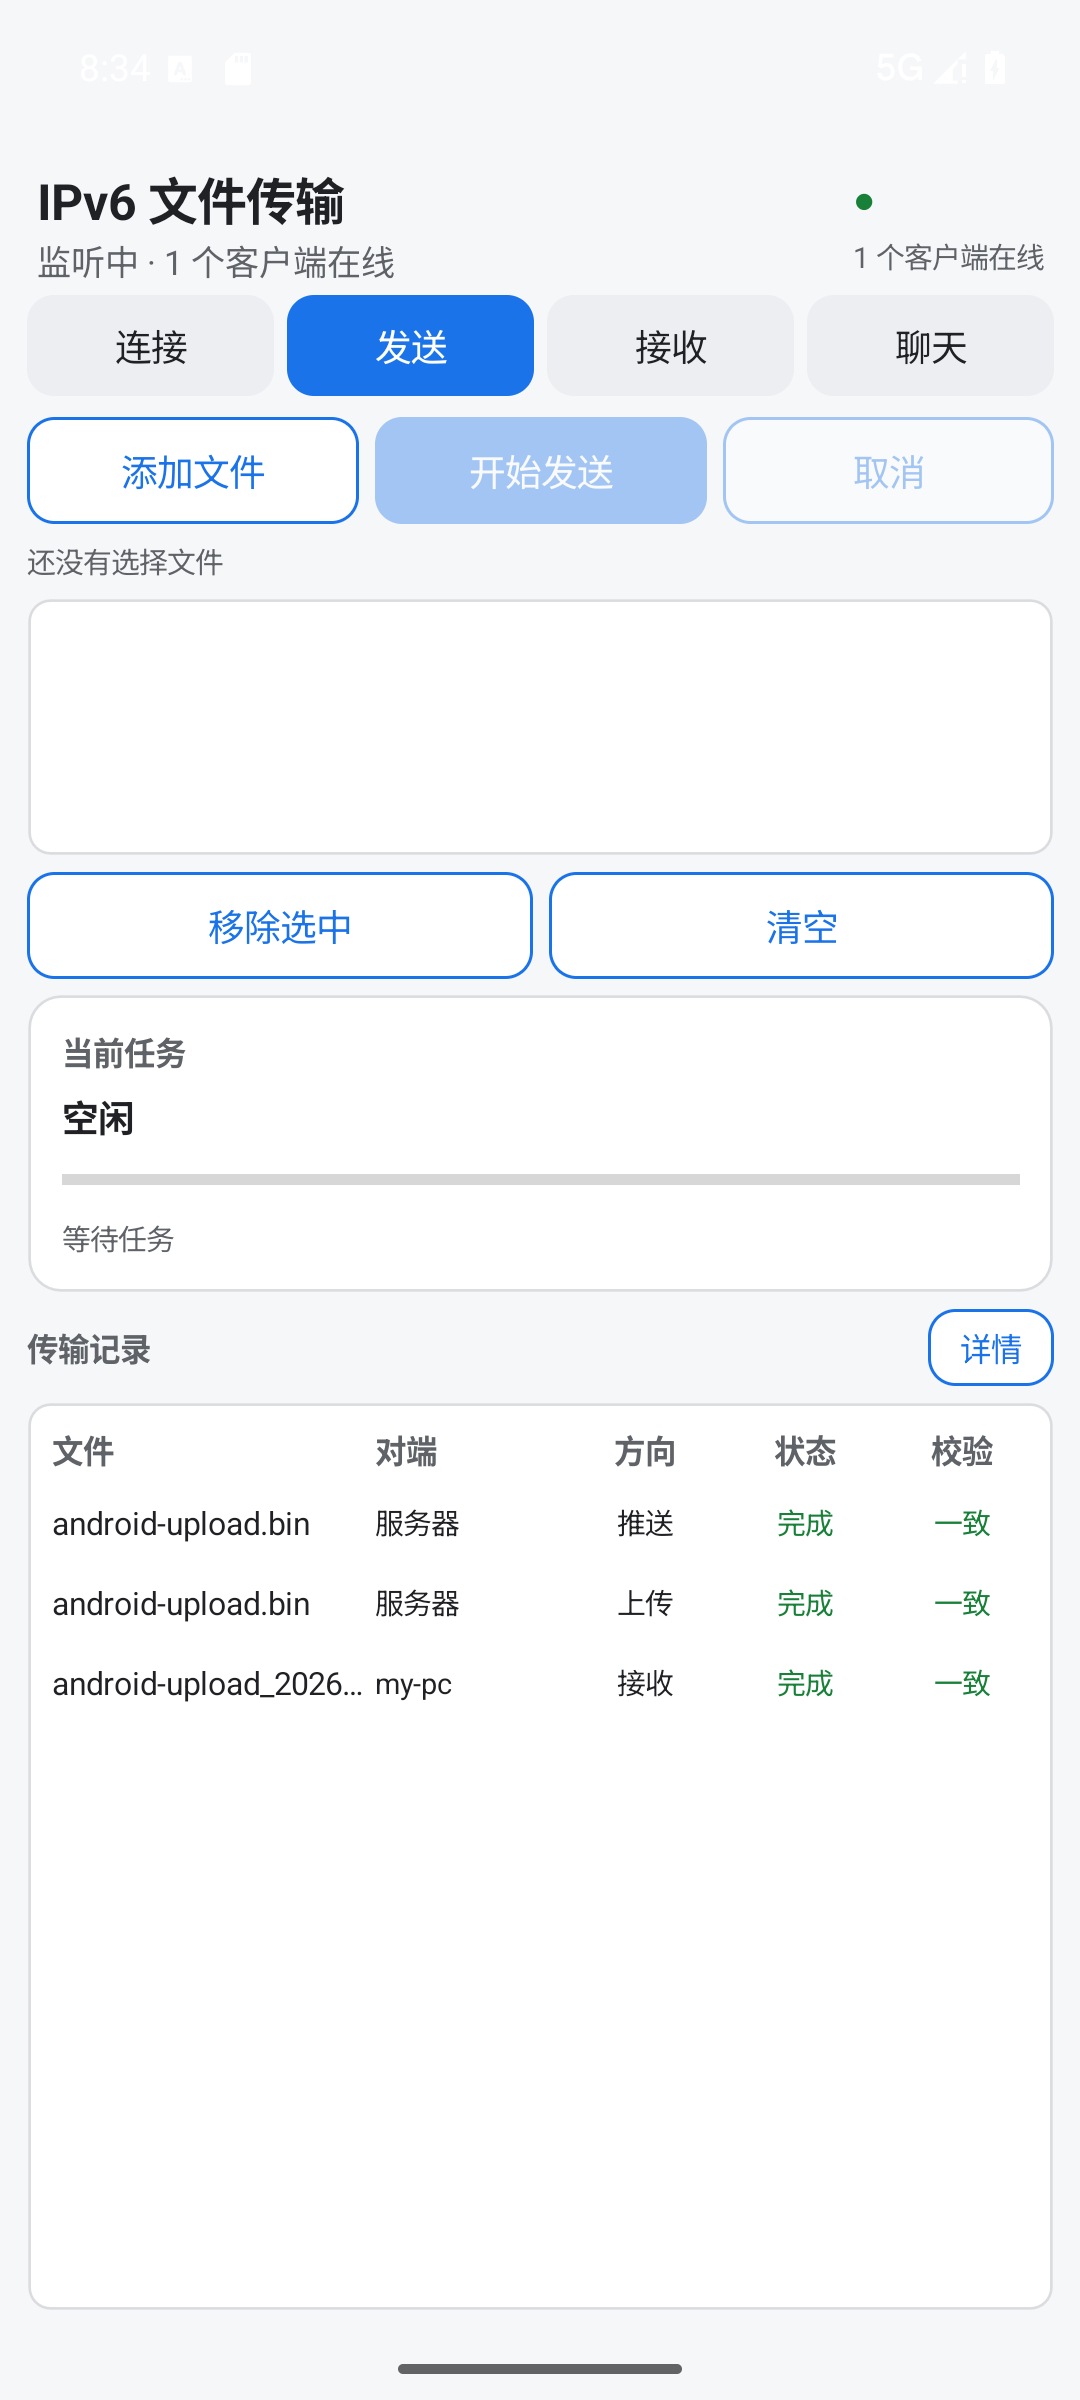 8:34
5G
IPv6 文件传输
监听中 · 1 个客户端在线
1 个客户端在线
连接 发送 接收 聊天
添加文件 开始发送 取消
还没有选择文件
移除选中 清空
当前任务
空闲
等待任务
传输记录 详情
文件 对端 方向 状态 校验
android-upload.bin 服务器 推送 完成 一致
android-upload.bin 服务器 上传 完成 一致
android-upload_2026... my-pc 接收 完成 一致